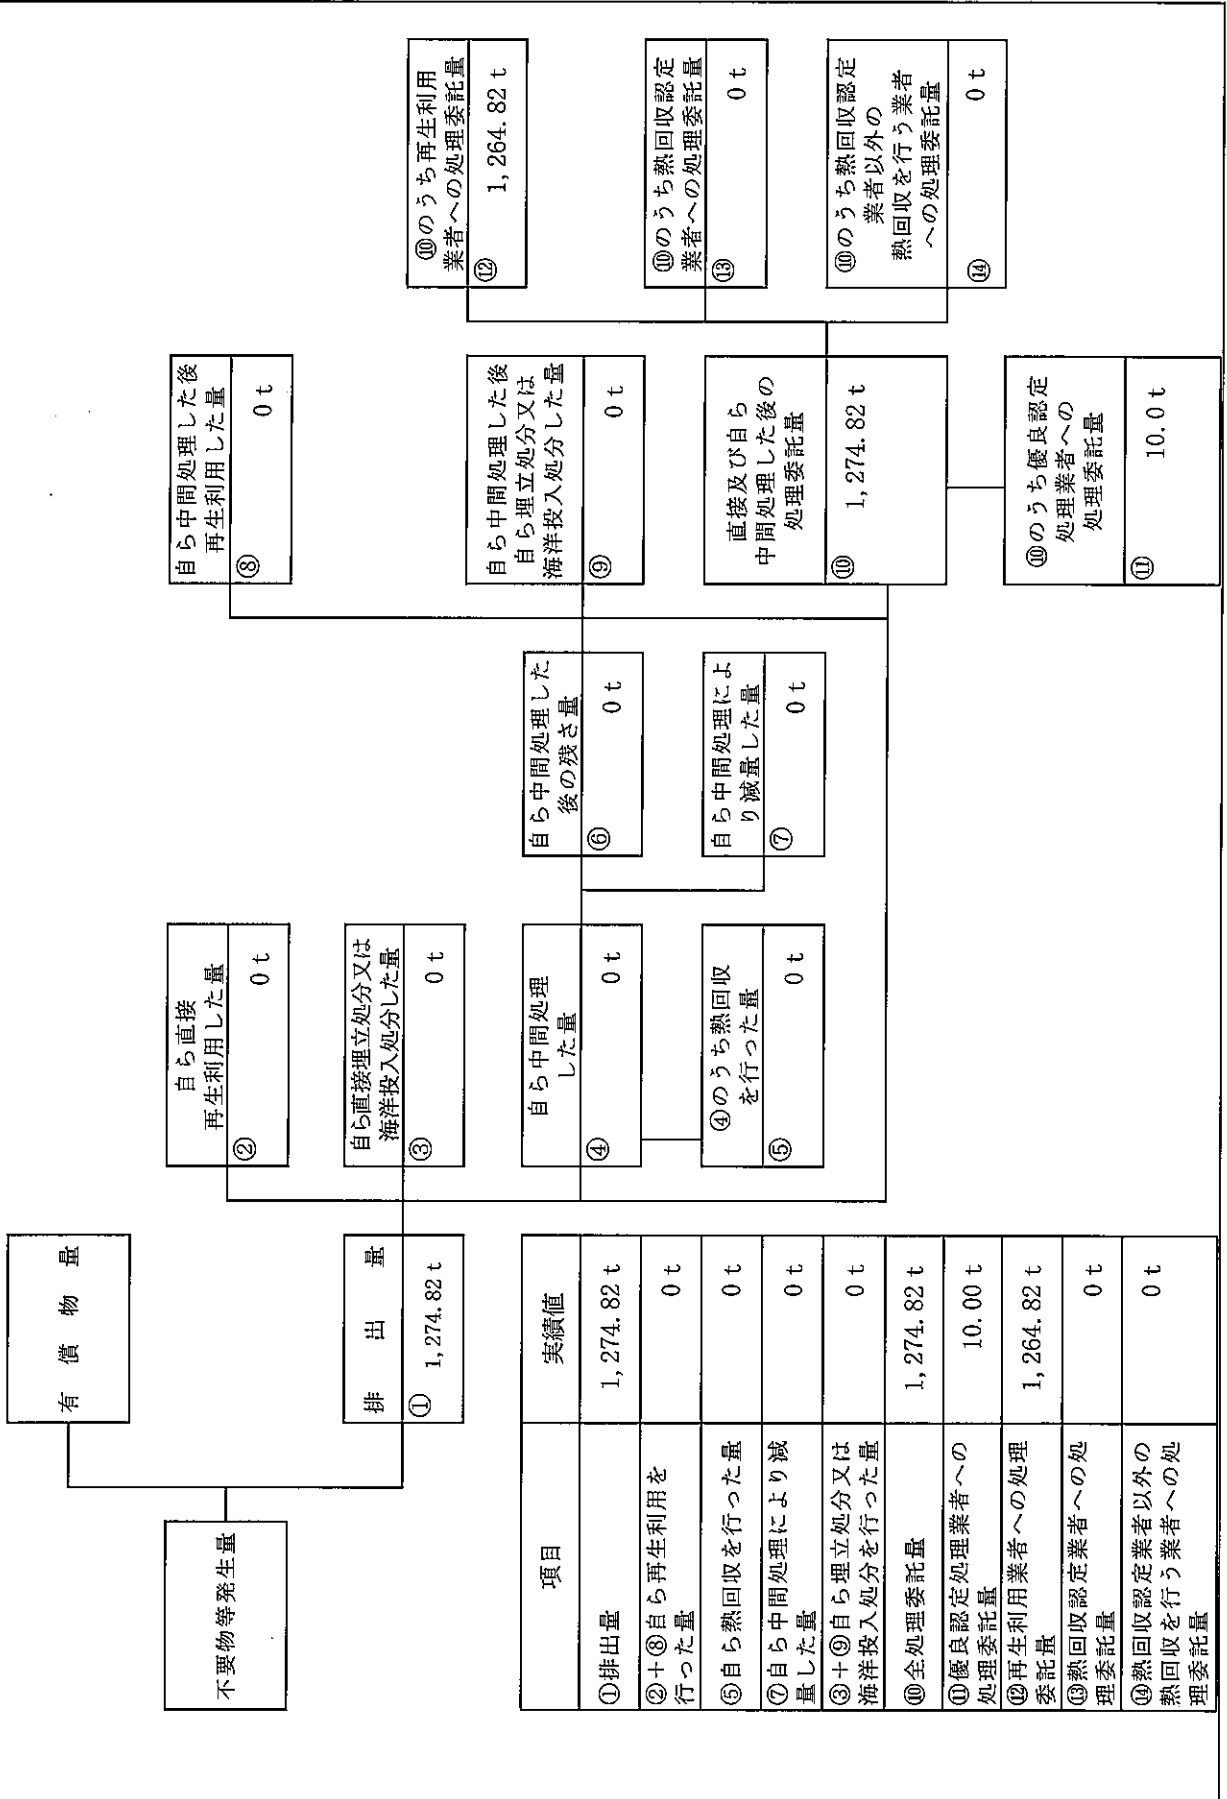 不要物等発生量
有 償 物 量
排 出 量
① 1,274.82 t
自ら直接
再生利用した量
② 0 t
自ら直接埋立処分又は
海洋投入処分した量
③ 0 t
自ら中間処理
した量
④ 0 t
④のうち熱回収
を行った量
⑤ 0 t
自ら中間処理した
後の残さ量
⑥ 0 t
自ら中間処理によ
り減量した量
⑦ 0 t
自ら中間処理した後
再生利用した量
⑧ 0 t
自ら中間処理した後
自ら埋立処分又は
海洋投入処分した量
⑨ 0 t
直接及び自ら
中間処理した後の
処理委託量
⑩ 1,274.82 t
⑩のうち優良認定
処理業者への
処理委託量
⑪ 10.0 t
⑩のうち再生利用
業者への処理委託量
⑫ 1,264.82 t
⑩のうち熱回収認定
業者への処理委託量
⑬ 0 t
⑩のうち熱回収認定
業者以外の
熱回収を行う業者
への処理委託量
⑭ 0 t
項目 実績値
①排出量 1,274.82 t
②+⑧自ら再生利用を
行った量 0 t
⑤自ら熱回収を行った量 0 t
⑦自ら中間処理により減
量した量 0 t
③+⑨自ら埋立処分又は
海洋投入処分を行った量 0 t
⑩全処理委託量 1,274.82 t
⑪優良認定処理業者への
処理委託量 10.00 t
⑫再生利用業者への処理
委託量 1,264.82 t
⑬熱回収認定業者への処
理委託量 0 t
⑭熱回収認定業者以外の
熱回収を行う業者への処
理委託量 0 t